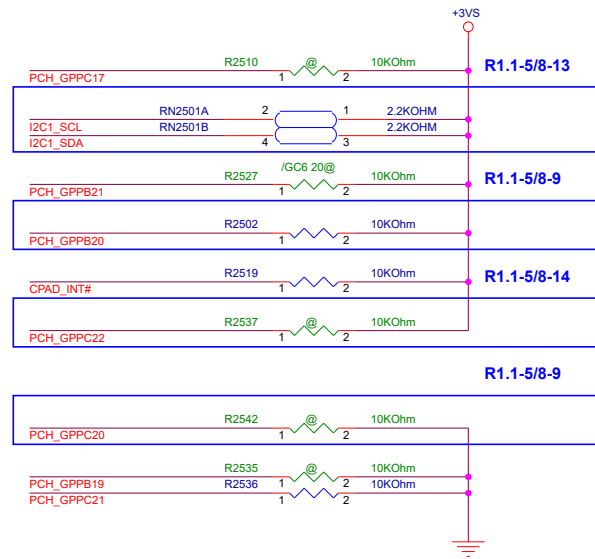 +3VS
R2510 @ 10KOhm R1.1-5/8-13
1 2
PCH_GPPC17
RN2501A 2 1 2.2KOHM
I2C1_SCL
RN2501B 2.2KOHM
I2C1_SDA 4 3
/GC6 20@
R2527 10KOhm R1.1-5/8-9
1 2
PCH_GPPB21
R2502 10KOhm
1 2
PCH_GPPB20
R2519 10KOhm R1.1-5/8-14
1 2
CPAD_INT#
R2537 @ 10KOhm
1 2
PCH_GPPC22
R1.1-5/8-9
R2542 @ 10KOhm
1 2
PCH_GPPC20
R2535 @ 10KOhm
PCH_GPPB19 1 2
R2536 10KOhm
PCH_GPPC21 1 2